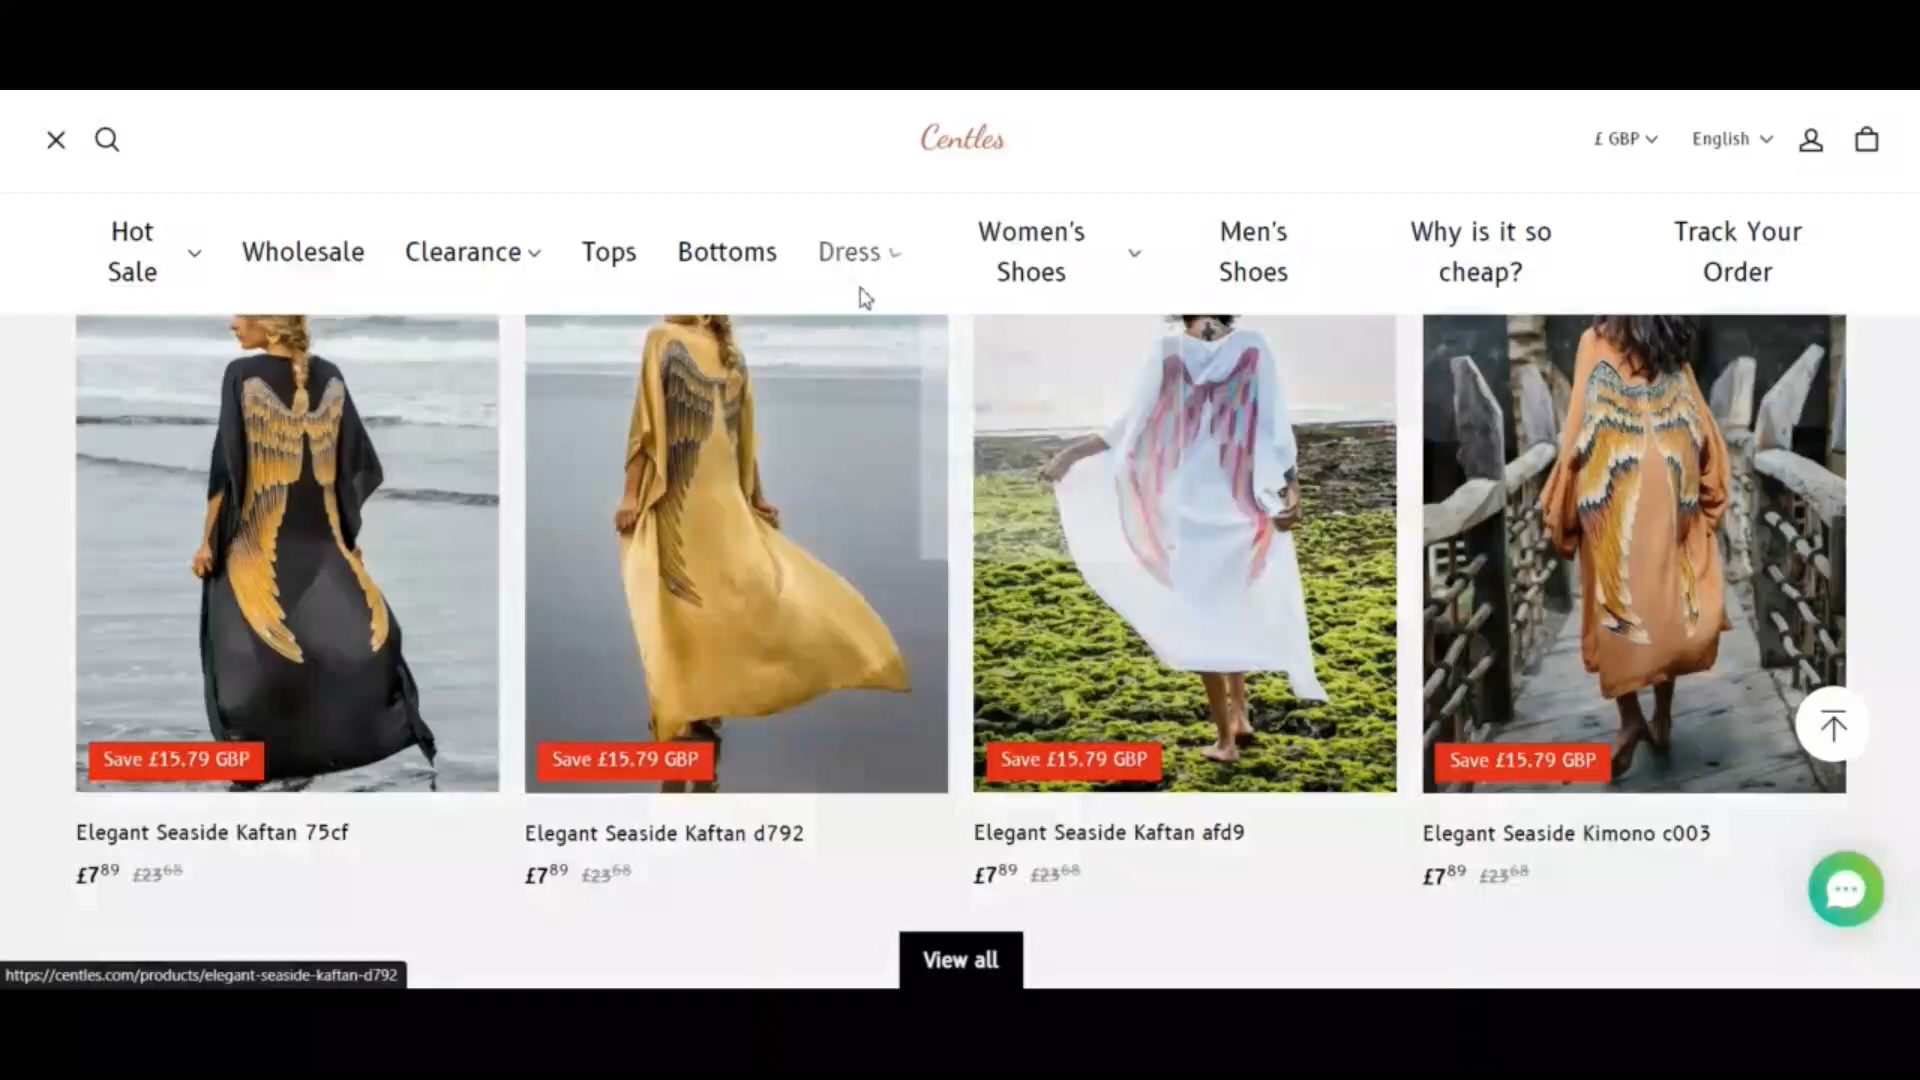 Centles
£ GBP
English
Hot
Sale
Wholesale
Clearance
Tops
Bottoms
Dress
Women's
Shoes
Men's
Shoes
Why is it so
cheap?
Track Your
Order
Save £15.79 GBP
Save £15.79 GBP
Save £15.79 GBP
Save £15.79 GBP
Elegant Seaside Kaftan 75cf
Elegant Seaside Kaftan d792
Elegant Seaside Kaftan afd9
Elegant Seaside Kimono c003
£7⁸⁹ £23⁶⁸
£7⁸⁹ £23⁶⁸
£7⁸⁹ £23⁶⁸
£7⁸⁹ £23⁶⁸
View all
https://centles.com/products/elegant-seaside-kaftan-d792